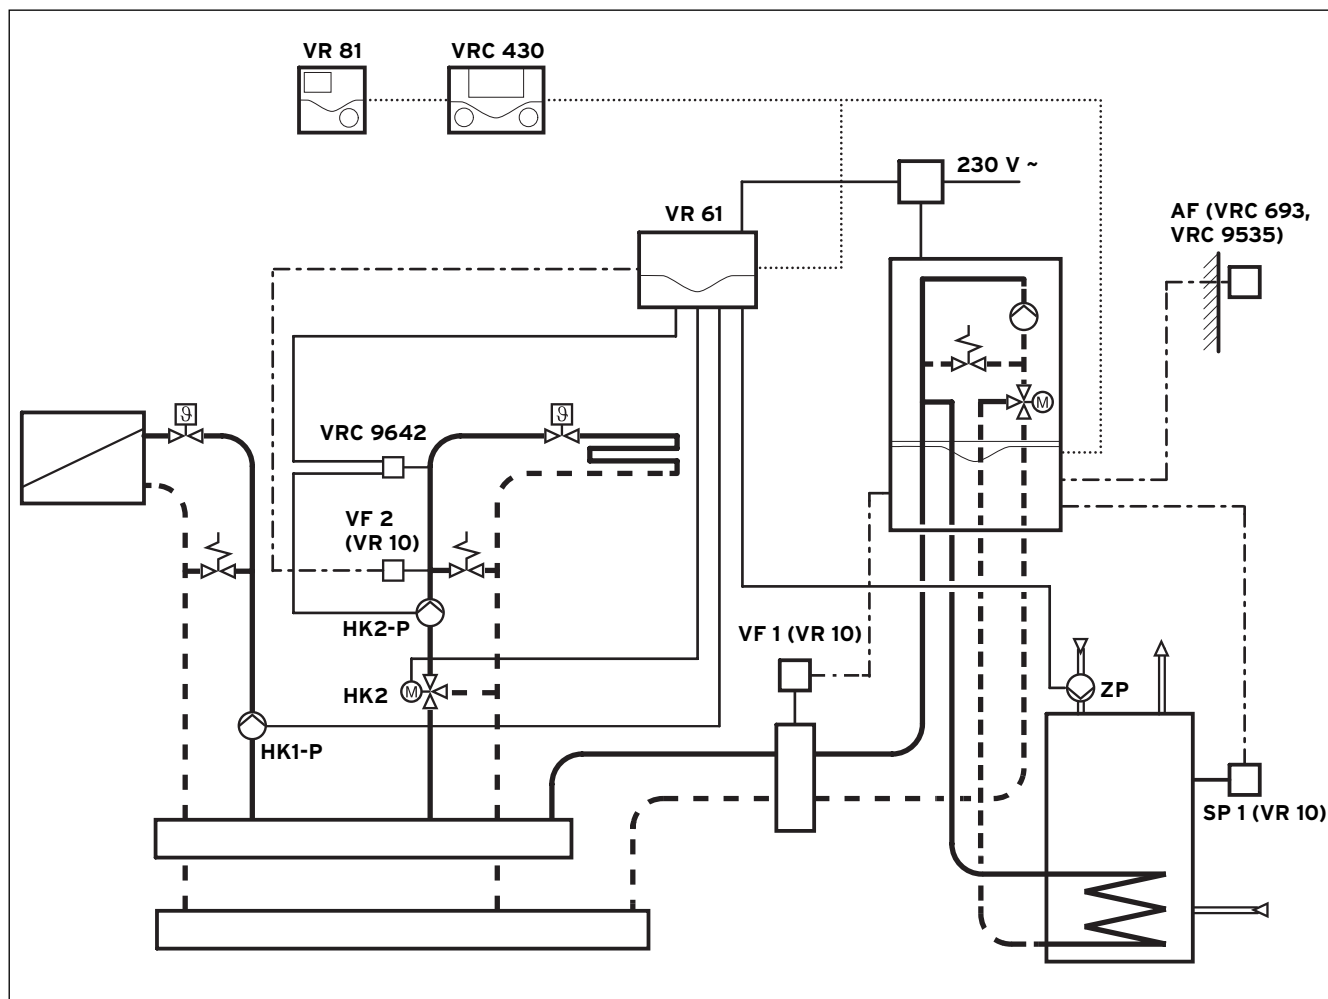 VR 81
VRC 430
230 V ~
VR 61
AF (VRC 693,
VRC 9535)
ϑ
ϑ
M
VRC 9642
VF 2
(VR 10)
HK2-P
VF 1 (VR 10)
HK2
M
ZP
HK1-P
SP 1 (VR 10)